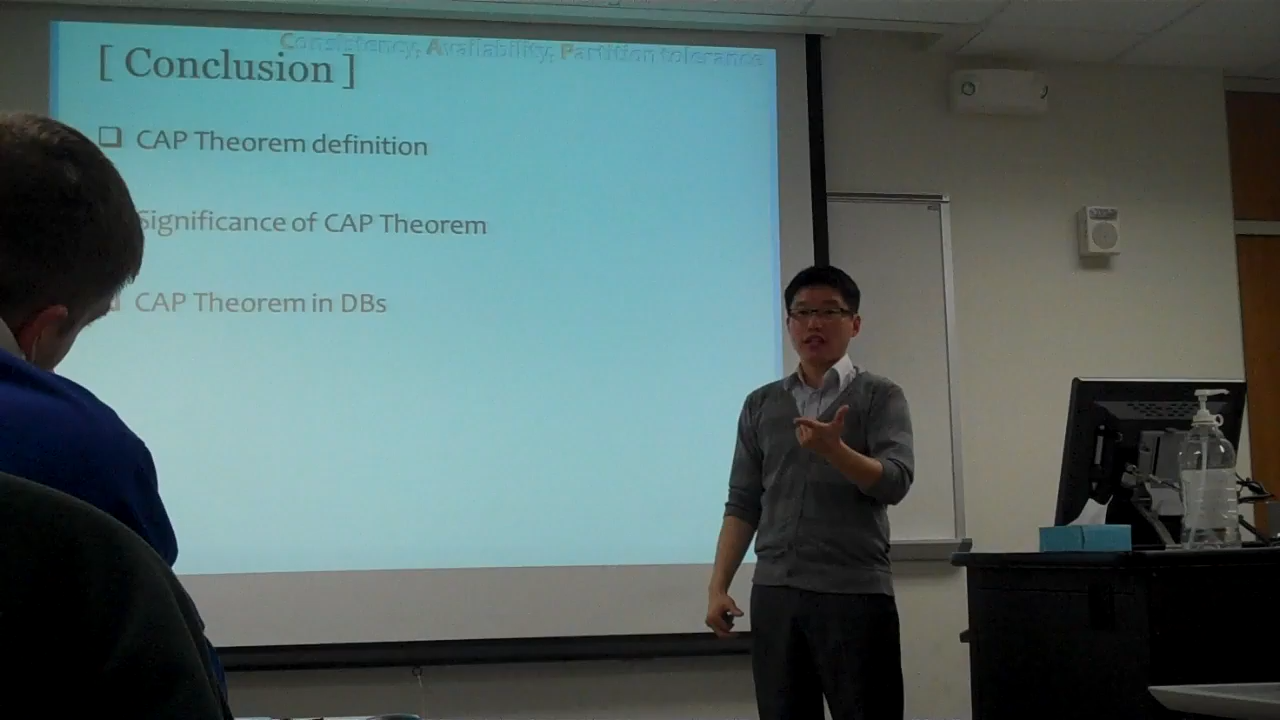 Consistency, Availability, Partition tolerance
[ Conclusion ]
CAP Theorem definition
Significance of CAP Theorem
CAP Theorem in DBs